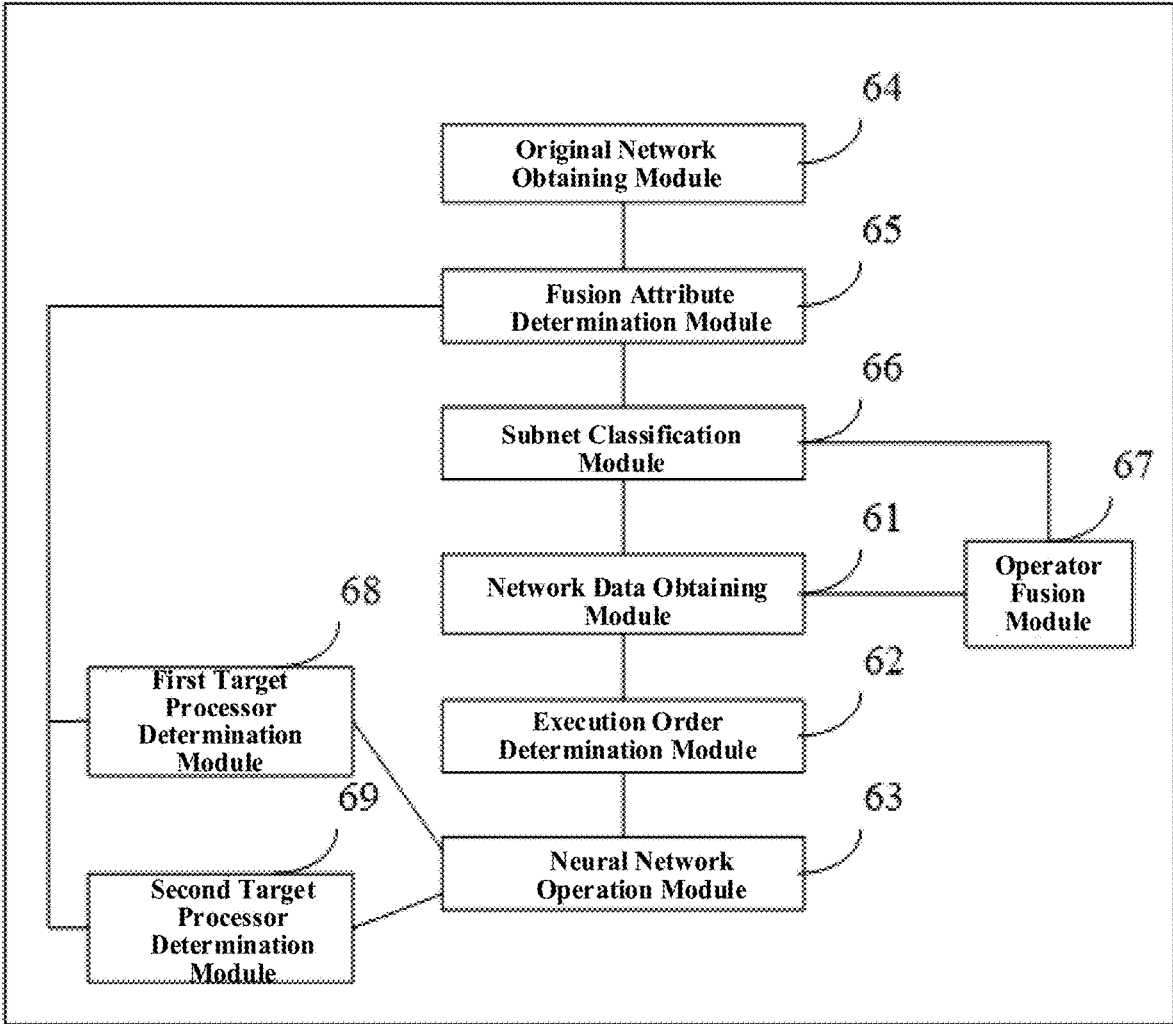 64
Original Network
Obtaining Module
65
Fusion Attribute
Determination Module
66
Subnet Classification
Module
67
Operator
Fusion
Module
61
Network Data Obtaining
Module
68
First Target
Processor
Determination
Module
62
Execution Order
Determination Module
69
Second Target
Processor
Determination
Module
63
Neural Network
Operation Module